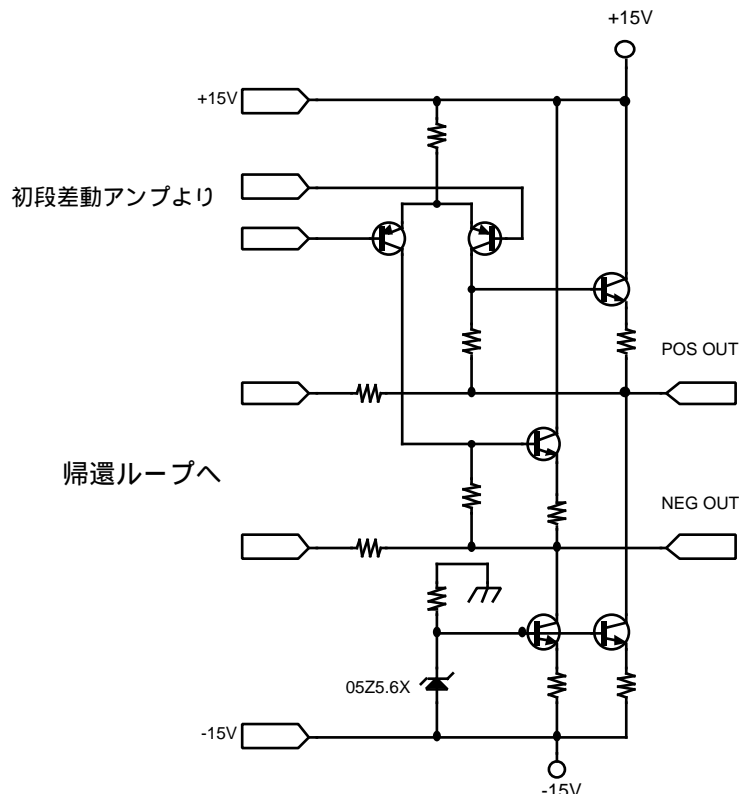 +15V
+15V
初段差動アンプより
POS OUT
帰還ループへ
NEG OUT
05Z5.6X
-15V
-15V